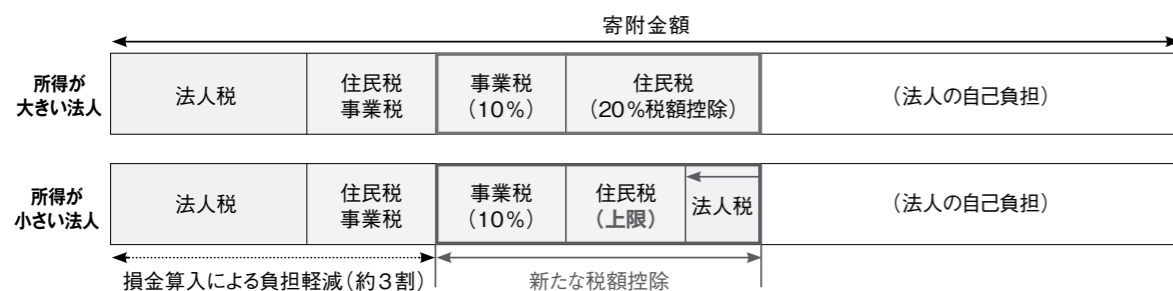 寄附金額
所得が
大きい法人
法人税
住民税
事業税
事業税
(10%)
住民税
(20%税額控除)
(法人の自己負担)
所得が
小さい法人
法人税
住民税
事業税
事業税
(10%)
住民税
(上限)
法人税
(法人の自己負担)
損金算入による負担軽減(約3割)
新たな税額控除